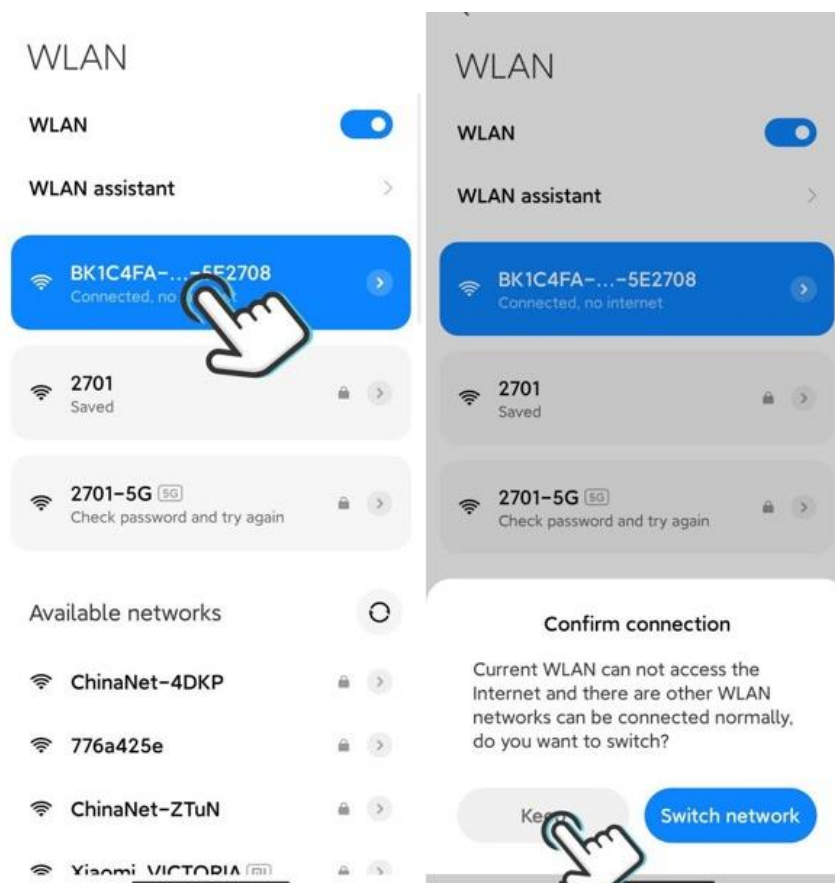 WLAN
WLAN
WLAN assistant
BK1C4FA-...-5E2708
Connected, no
2701
Saved
2701-5G 5G
Check password and try again
Available networks
ChinaNet-4DKP
776a425e
ChinaNet-ZTuN
Xiaomi_VICTORIA
WLAN
WLAN
WLAN assistant
BK1C4FA-...-5E2708
Connected, no internet
2701
Saved
2701-5G 5G
Check password and try again
Confirm connection
Current WLAN can not access the
Internet and there are other WLAN
networks can be connected normally,
do you want to switch?
Keep
Switch network